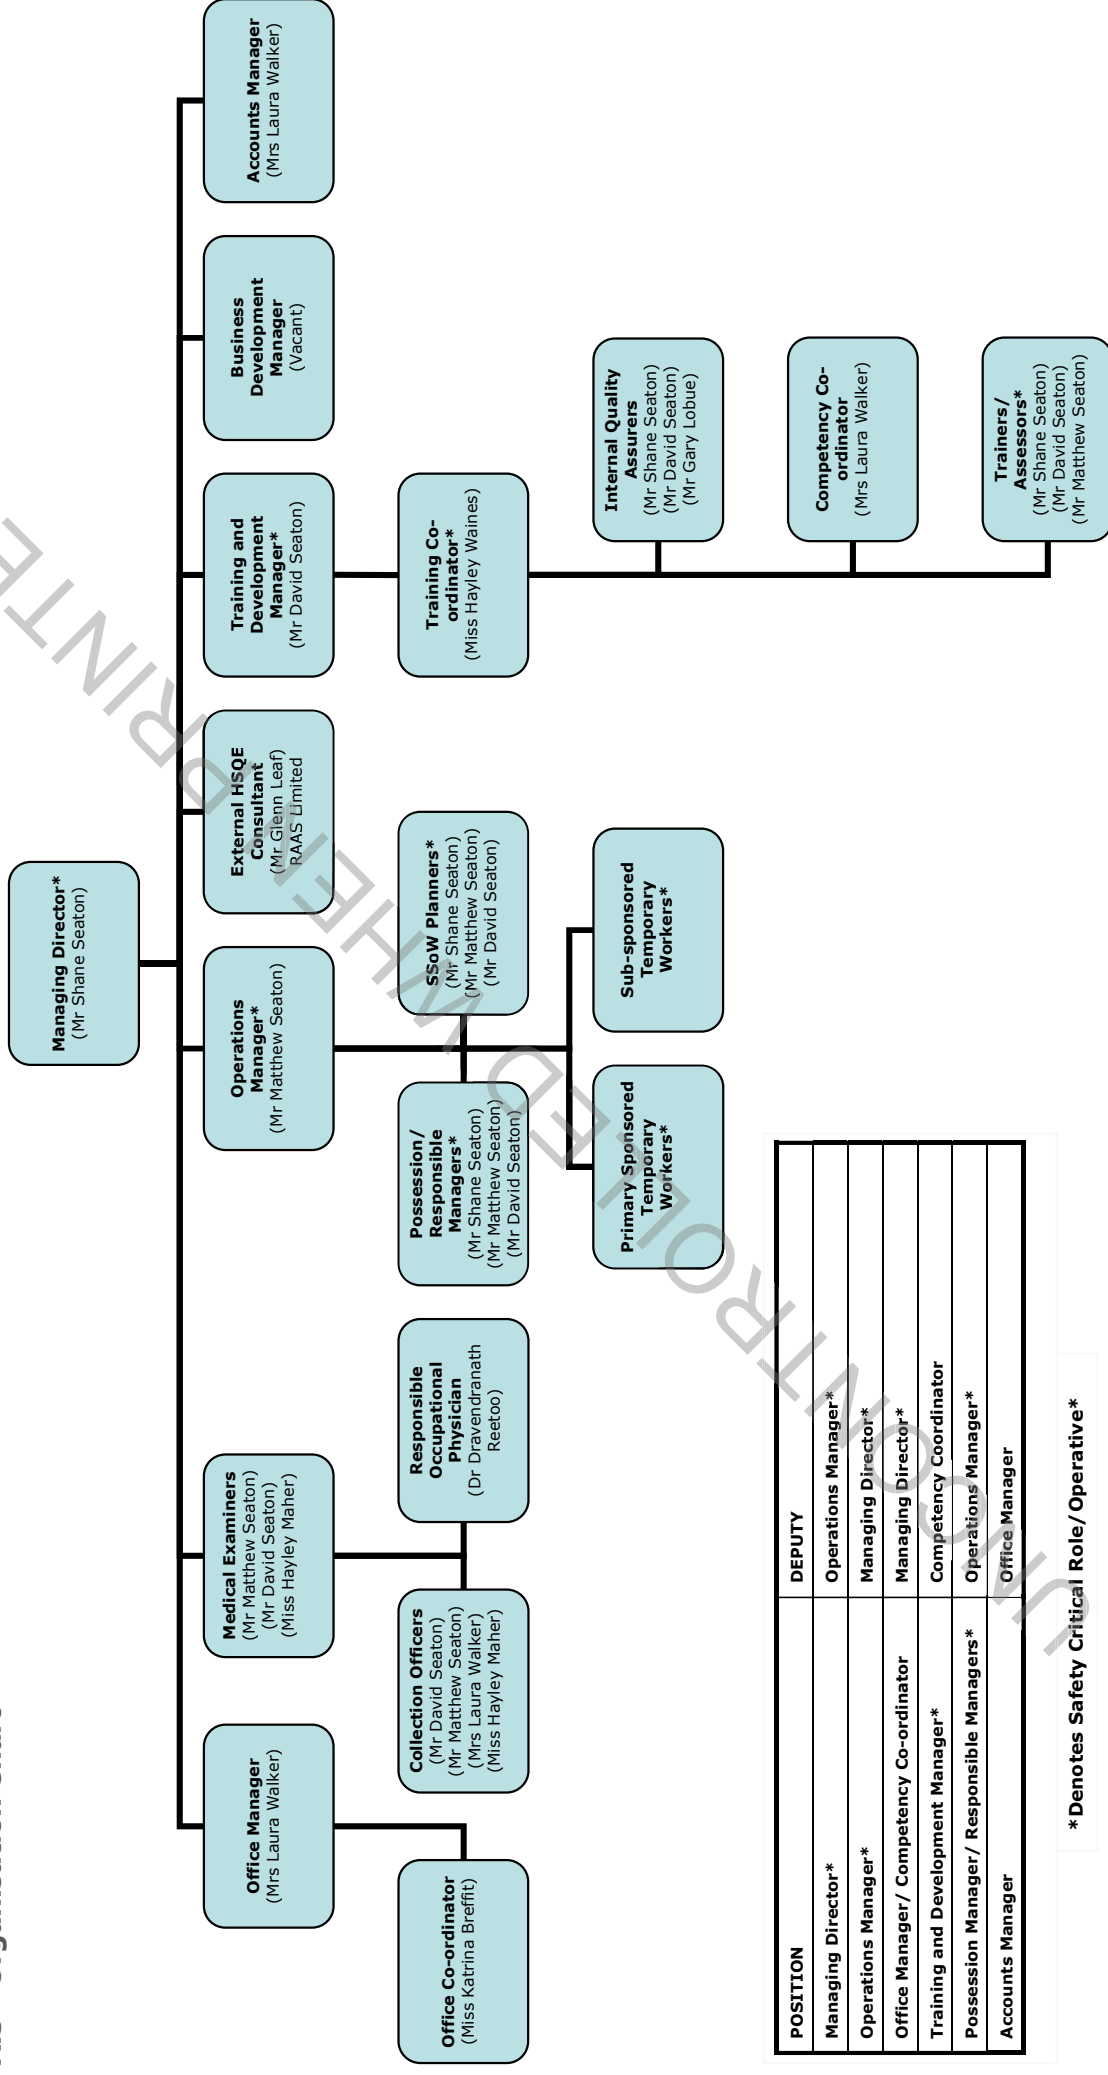 Managing Director*
(Mr Shane Seaton)
Office Manager
(Mrs Laura Walker)
Medical Examiners
(Mr Matthew Seaton)
(Mr David Seaton)
(Miss Hayley Maher)
Operations
Manager*
(Mr Matthew Seaton)
External HSQE
Consultant
(Mr Glenn Leaf)
RAAS Limited
Training and
Development
Manager*
(Mr David Seaton)
Business
Development
Manager
(Vacant)
Accounts Manager
(Mrs Laura Walker)
Office Co-ordinator
(Miss Katrina Breffit)
Collection Officers
(Mr David Seaton)
(Mr Matthew Seaton)
(Mrs Laura Walker)
(Miss Hayley Maher)
Responsible
Occupational
Physician
(Dr Dravendranath
Reetoo)
Possession/
Responsible
Managers*
(Mr Shane Seaton)
(Mr Matthew Seaton)
(Mr David Seaton)
SSoW Planners*
(Mr Shane Seaton)
(Mr Matthew Seaton)
(Mr David Seaton)
Training Co-
ordinator*
(Miss Hayley Waines)
Primary Sponsored
Temporary
Workers*
Sub-sponsored
Temporary
Workers*
Internal Quality
Assurers
(Mr Shane Seaton)
(Mr David Seaton)
(Mr Gary Lobue)
Competency Co-
ordinator
(Mrs Laura Walker)
Trainers/
Assessors*
(Mr Shane Seaton)
(Mr David Seaton)
(Mr Matthew Seaton)
POSITION DEPUTY
Managing Director* Operations Manager*
Operations Manager* Managing Director*
Office Manager/ Competency Co-ordinator Managing Director*
Training and Development Manager* Competency Coordinator
Possession Manager/ Responsible Managers* Operations Manager*
Accounts Manager Office Manager
*Denotes Safety Critical Role/Operative*
UNCONTROLLED WHEN PRINTE